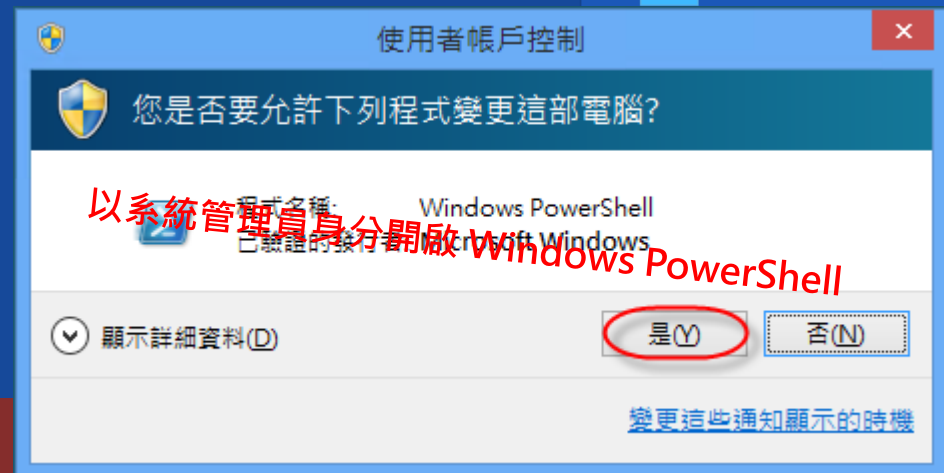 使用者帳戶控制
您是否要允許下列程式變更這部電腦?
程式名稱: Windows PowerShell
已驗證的發行者: Microsoft Windows
以系統管理員身分開啟 Windows PowerShell
顯示詳細資料(D)
是(Y)
否(N)
變更這些通知顯示的時機